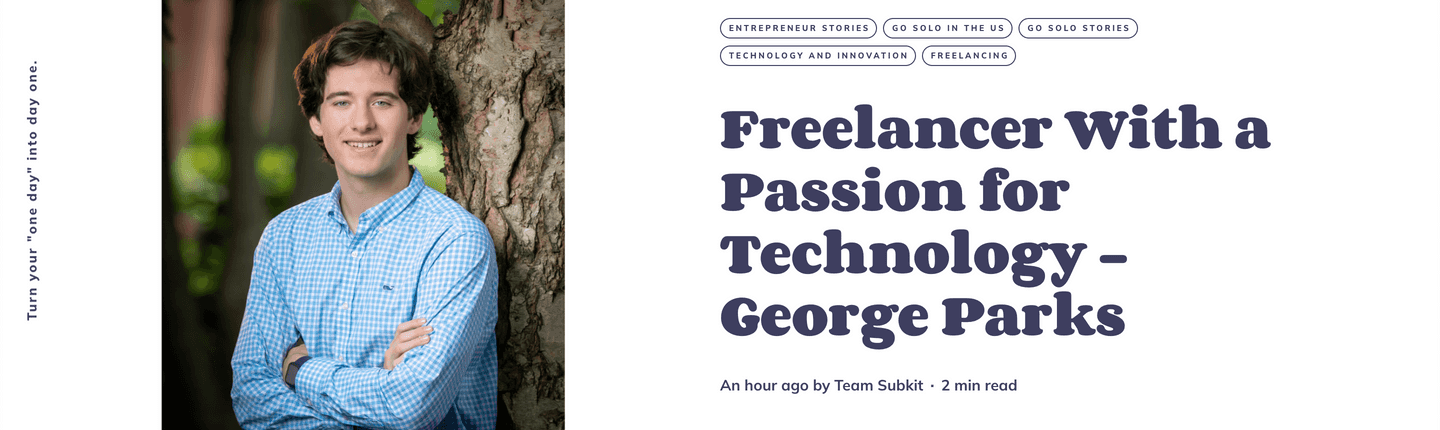 Turn your "one day" into day one.
ENTREPRENEUR STORIES GO SOLO IN THE US GO SOLO STORIES
TECHNOLOGY AND INNOVATION FREELANCING
Freelancer With a
Passion for
Technology –
George Parks
An hour ago by Team Subkit · 2 min read